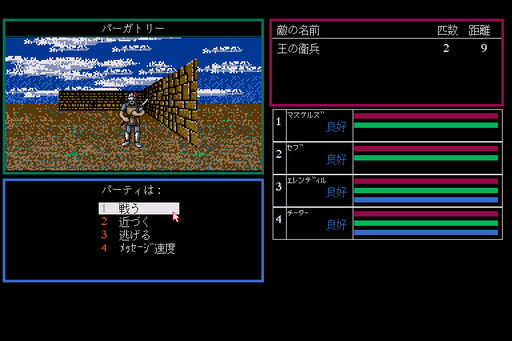 パーガトリー
パーティは：
1 戦う
2 近づく
3 逃げる
4 ﾒｯｾｰｼﾞ速度
敵の名前 匹数 距離
王の衛兵 2 9
1 マスクルズ 良好
2 セブ 良好
3 エレンディル 良好
4 チーター 良好